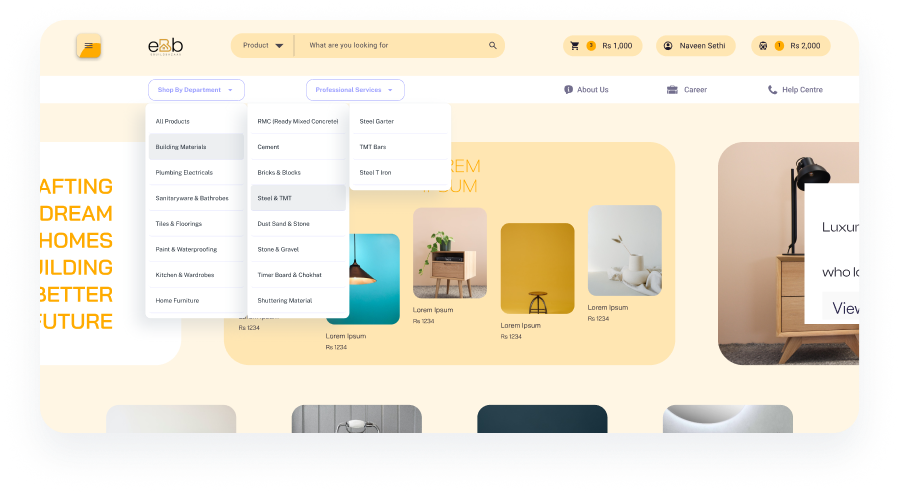 ebb
Product
What are you looking for
3
Rs 1,000
Naveen Sethi
1
Rs 2,000
Shop By Department
Professional Services
About Us
Career
Help Centre
All Products
Building Materials
Plumbing Electricals
Sanitaryware & Bathrobes
Tiles & Floorings
Paint & Waterproofing
Kitchen & Wardrobes
Home Furniture
RMC (Ready Mixed Concrete)
Cement
Bricks & Blocks
Steel & TMT
Dust Sand & Stone
Stone & Gravel
Timar Board & Chokhat
Shuttering Material
Steel Garter
TMT Bars
Steel T Iron
AFTING
DREAM
HOMES
UILDING
BETTER
FUTURE
REM
IPSUM
Rs 1234
Lorem Ipsum
Rs 1234
Lorem Ipsum
Rs 1234
Lorem Ipsum
Rs 1234
Lorem Ipsum
Rs 1234
Luxur
who lo
View